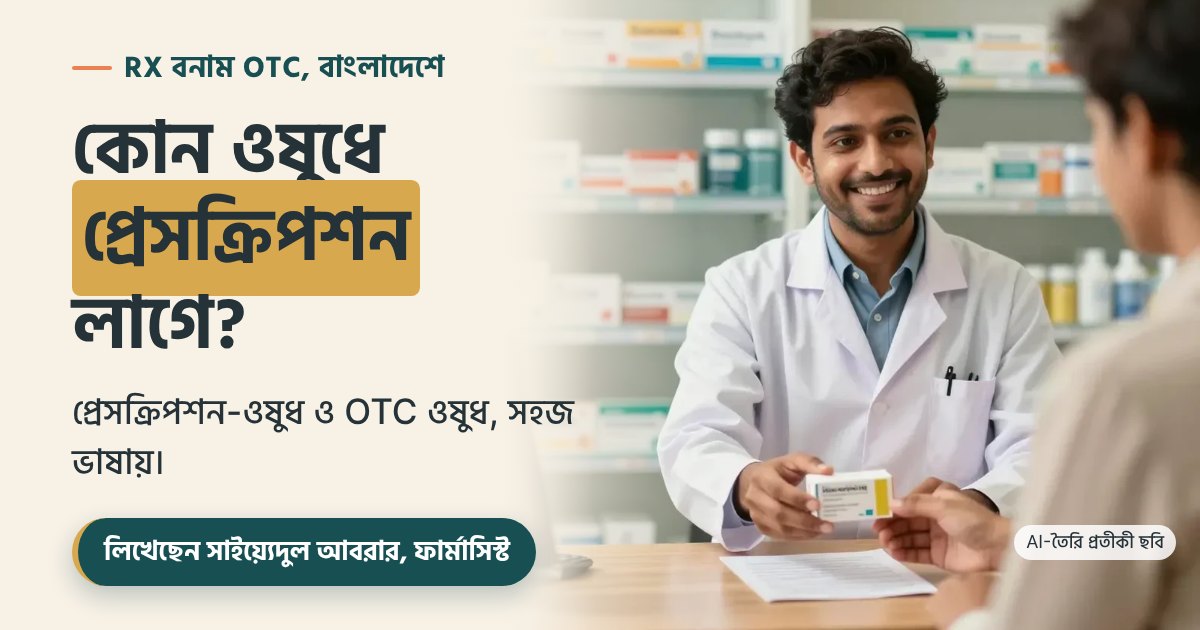 RX বনাম OTC, বাংলাদেশে
কোন ওষুধে
প্রেসক্রিপশন
লাগে?
প্রেসক্রিপশন-ওষুধ ও OTC ওষুধ, সহজ
ভাষায়।
লিখেছেন সাইয়্যেদুল আবরার, ফার্মাসিস্ট
AI-তৈরি প্রতীকী ছবি